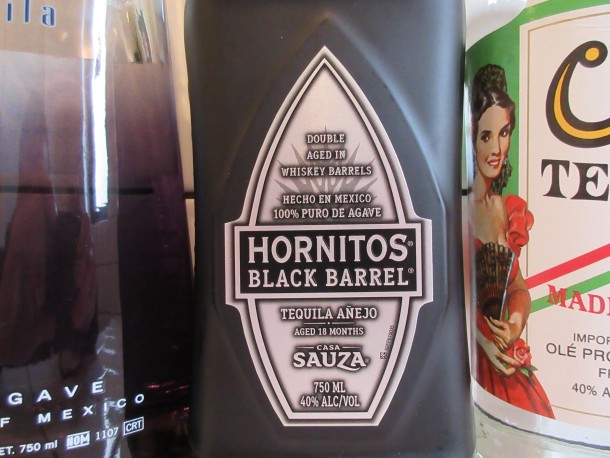 ila
GAVE
F MEXICO
ET. 750 ml NOM 1107 CRT
DOUBLE
AGED IN
WHISKEY BARRELS
HECHO EN MEXICO
100% PURO DE AGAVE
HORNITOS®
BLACK BARREL®
TEQUILA AÑEJO
AGED 18 MONTHS
CASA
SAUZA®
750 ML
40% ALC/VOL
C
TE
MADE
IMPOR
OLÉ PRO
F
40% A